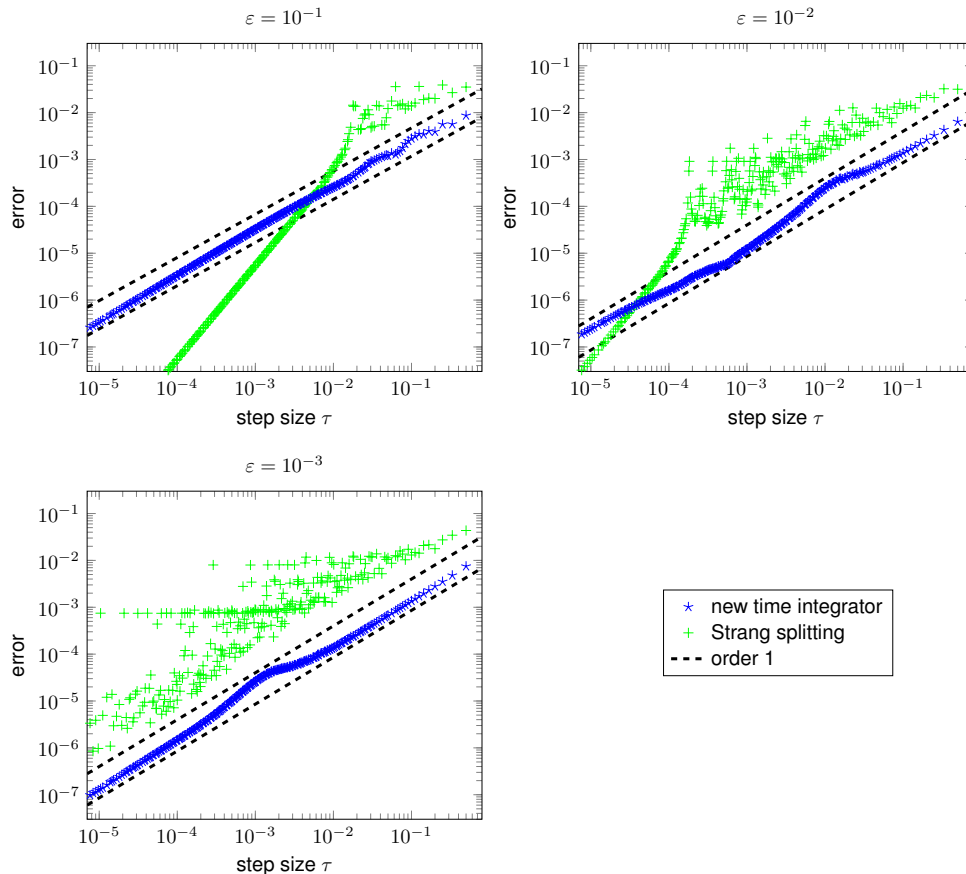 ε = 10⁻¹
10⁻¹
10⁻²
10⁻³
10⁻⁴
10⁻⁵
10⁻⁶
10⁻⁷
error
10⁻⁵ 10⁻⁴ 10⁻³ 10⁻² 10⁻¹
step size τ
ε = 10⁻²
10⁻¹
10⁻²
10⁻³
10⁻⁴
10⁻⁵
10⁻⁶
10⁻⁷
error
10⁻⁵ 10⁻⁴ 10⁻³ 10⁻² 10⁻¹
step size τ
ε = 10⁻³
10⁻¹
10⁻²
10⁻³
10⁻⁴
10⁻⁵
10⁻⁶
10⁻⁷
error
10⁻⁵ 10⁻⁴ 10⁻³ 10⁻² 10⁻¹
step size τ
new time integrator
Strang splitting
order 1